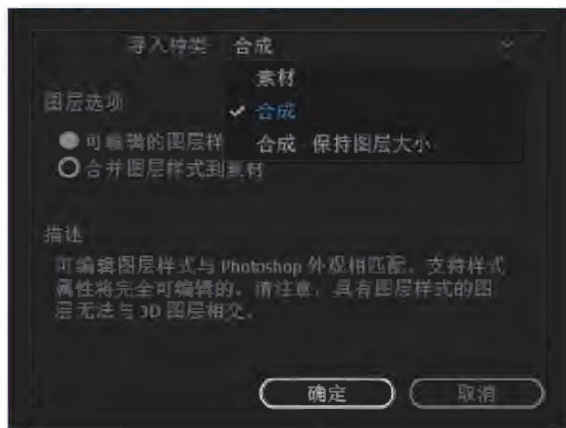 导入种类 合成
素材
图层选项
合成
可编辑的图层样
合成 - 保持图层大小
合并图层样式到素材
描述
可编辑图层样式与 Photoshop 外观相匹配。支持样式
属性将完全可编辑的。请注意，具有图层样式的图
层无法与 3D 图层相交。
确定
取消